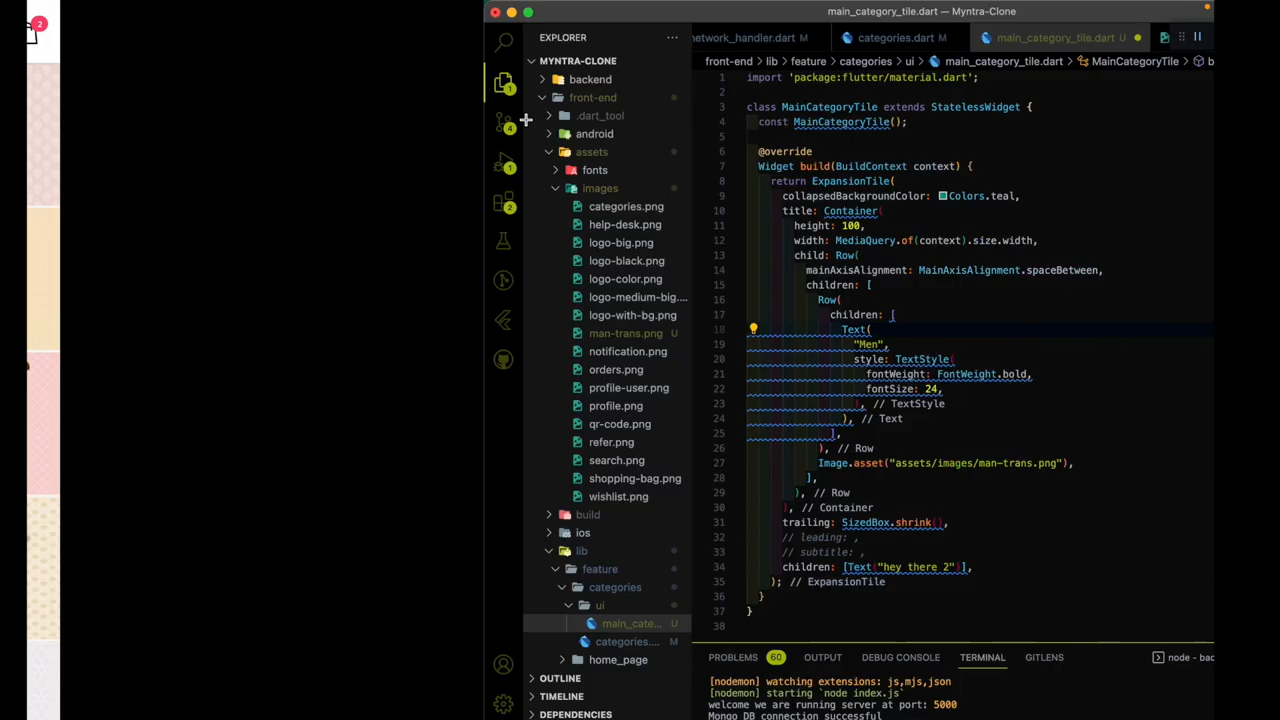 2
main_category_tile.dart — Myntra-Clone
EXPLORER
network_handler.dart M
categories.dart M
main_category_tile.dart U
MYNTRA-CLONE
front-end > lib > feature > categories > ui > main_category_tile.dart > MainCategoryTile > b
backend
front-end
.dart_tool
android
assets
fonts
images
categories.png
help-desk.png
logo-big.png
logo-black.png
logo-color.png
logo-medium-big....
logo-with-bg.png
man-trans.png U
notification.png
orders.png
profile-user.png
profile.png
qr-code.png
refer.png
search.png
shopping-bag.png
wishlist.png
build
ios
lib
feature
categories
ui
main_cate... U
categories.... M
home_page
OUTLINE
TIMELINE
DEPENDENCIES
1
4
1
2
1 import 'package:flutter/material.dart';
2
3 class MainCategoryTile extends StatelessWidget {
4 const MainCategoryTile();
5
6 @override
7 Widget build(BuildContext context) {
8 return ExpansionTile(
9 collapsedBackgroundColor: Colors.teal,
10 title: Container(
11 height: 100,
12 width: MediaQuery.of(context).size.width,
13 child: Row(
14 mainAxisAlignment: MainAxisAlignment.spaceBetween,
15 children: [
16 Row(
17 children: [
18 Text(
19 "Men",
20 style: TextStyle(
21 fontWeight: FontWeight.bold,
22 fontSize: 24,
23 ), // TextStyle
24 ), // Text
25 ],
26 ), // Row
27 Image.asset("assets/images/man-trans.png"),
28 ],
29 ), // Row
30 ), // Container
31 trailing: SizedBox.shrink(),
32 // leading: ,
33 // subtitle: ,
34 children: [Text("hey there 2")],
35 ); // ExpansionTile
36 }
37 }
38
PROBLEMS 60 OUTPUT DEBUG CONSOLE TERMINAL GITLENS node - bac
[nodemon] watching extensions: js,mjs,json
[nodemon] starting `node index.js`
welcome we are running server at port: 5000
Mongo DB connection successful